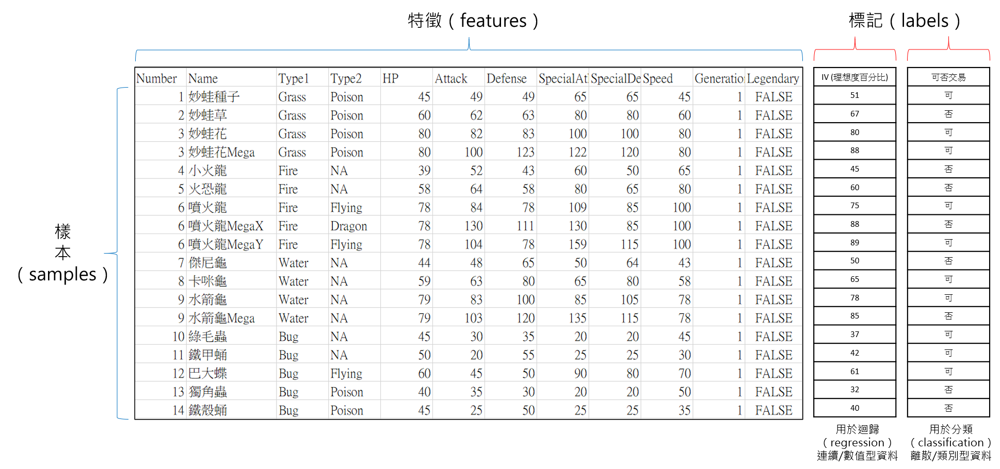 特徵（features）
標記（labels）
Number Name Type1 Type2 HP Attack Defense SpecialAt SpecialDe Speed Generatio Legendary IV (理想度百分比) 可否交易
1 妙蛙種子 Grass Poison 45 49 49 65 65 45 1 FALSE 51 可
2 妙蛙草 Grass Poison 60 62 63 80 80 60 1 FALSE 67 否
3 妙蛙花 Grass Poison 80 82 83 100 100 80 1 FALSE 80 可
3 妙蛙花Mega Grass Poison 80 100 123 122 120 80 1 FALSE 88 可
4 小火龍 Fire NA 39 52 43 60 50 65 1 FALSE 45 否
5 火恐龍 Fire NA 58 64 58 80 65 80 1 FALSE 60 否
6 噴火龍 Fire Flying 78 84 78 109 85 100 1 FALSE 75 可
6 噴火龍MegaX Fire Dragon 78 130 111 130 85 100 1 FALSE 88 否
6 噴火龍MegaY Fire Flying 78 104 78 159 115 100 1 FALSE 89 可
7 傑尼龜 Water NA 44 48 65 50 64 43 1 FALSE 50 否
8 卡咪龜 Water NA 59 63 80 65 80 58 1 FALSE 65 可
9 水箭龜 Water NA 79 83 100 85 105 78 1 FALSE 78 可
9 水箭龜Mega Water NA 79 103 120 135 115 78 1 FALSE 85 否
10 綠毛蟲 Bug NA 45 30 35 20 20 45 1 FALSE 37 可
11 鐵甲蛹 Bug NA 50 20 55 25 25 30 1 FALSE 42 可
12 巴大蝶 Bug Flying 60 45 50 90 80 70 1 FALSE 61 可
13 獨角蟲 Bug Poison 40 35 30 20 20 50 1 FALSE 32 否
14 鐵殼蛹 Bug Poison 45 25 50 25 25 35 1 FALSE 40 否
樣
本
（samples）
用於迴歸
（regression）
連續/數值型資料
用於分類
（classification）
離散/類別型資料